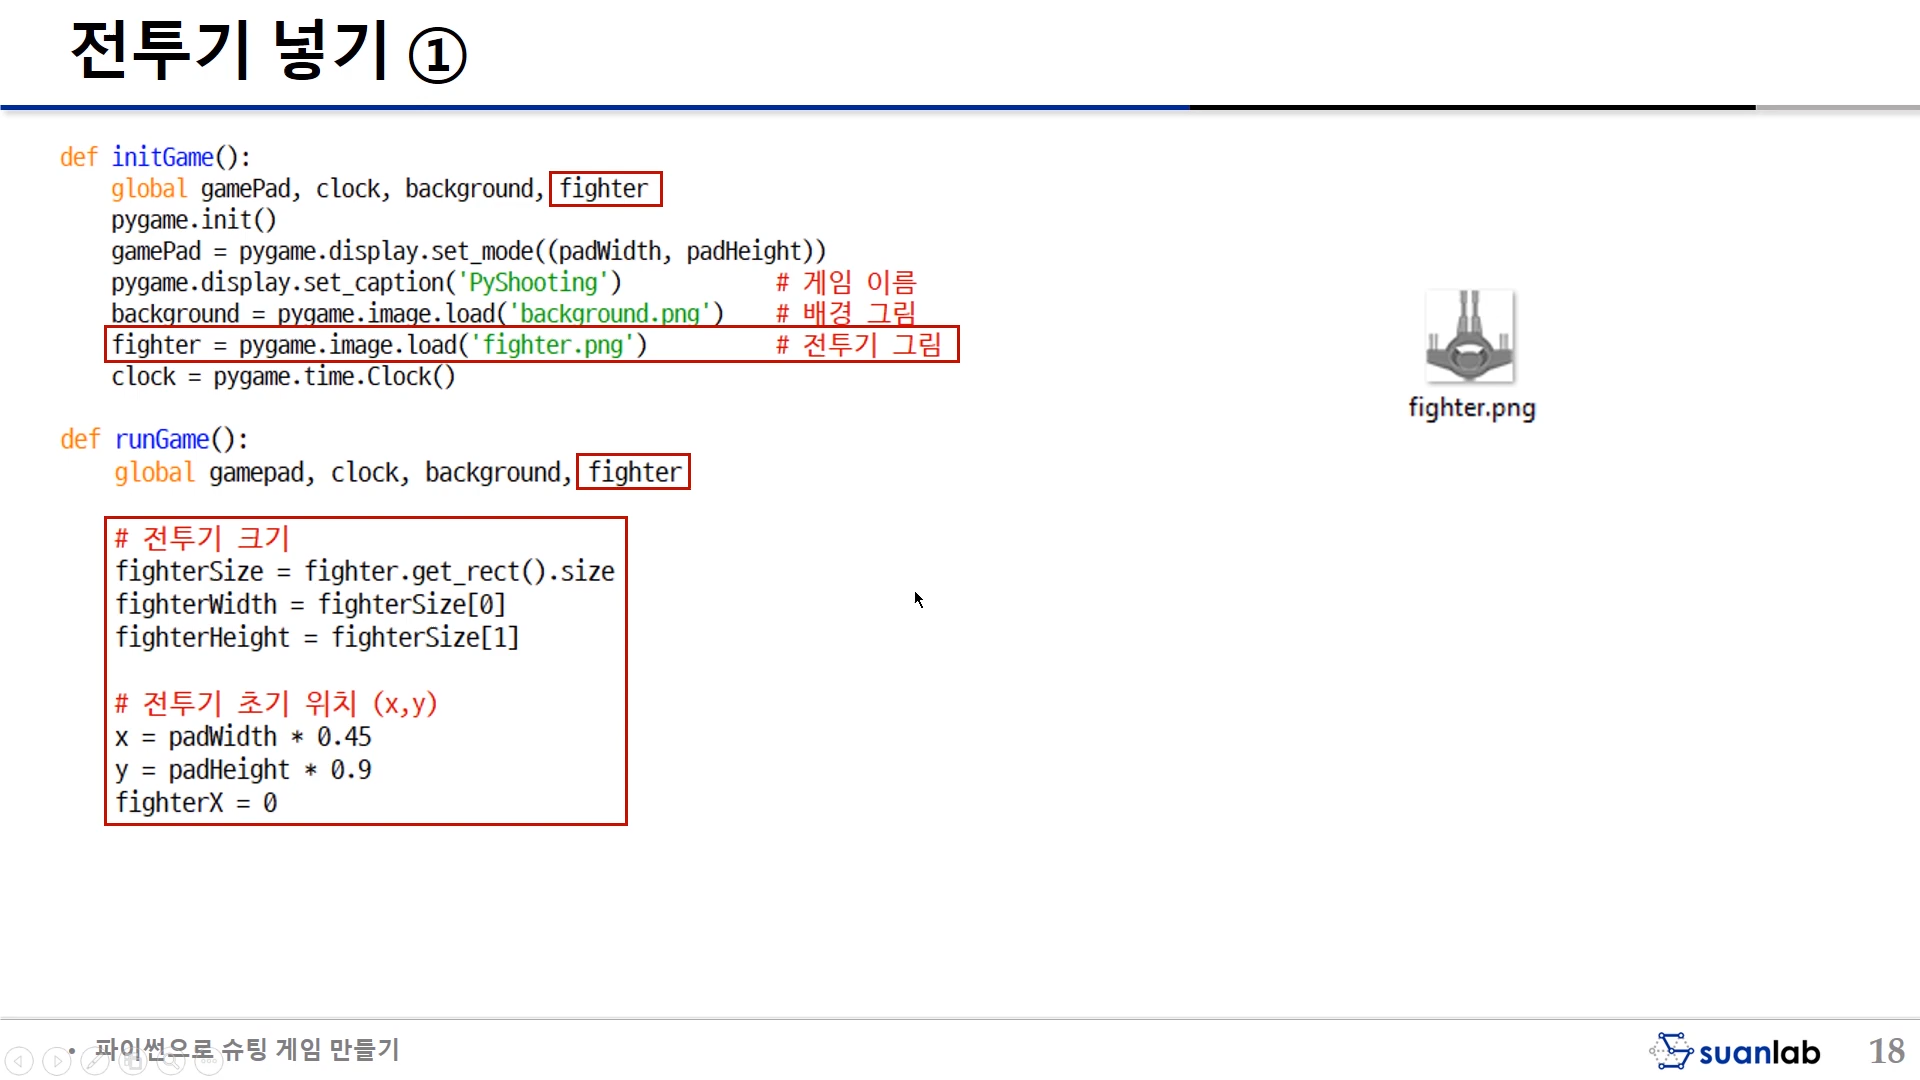 전투기 넣기 ①
def initGame():
global gamePad, clock, background, fighter
pygame.init()
gamePad = pygame.display.set_mode((padWidth, padHeight))
pygame.display.set_caption('PyShooting') # 게임 이름
background = pygame.image.load('background.png') # 배경 그림
fighter = pygame.image.load('fighter.png') # 전투기 그림
clock = pygame.time.Clock()
def runGame():
global gamepad, clock, background, fighter
# 전투기 크기
fighterSize = fighter.get_rect().size
fighterWidth = fighterSize[0]
fighterHeight = fighterSize[1]
# 전투기 초기 위치 (x,y)
x = padWidth * 0.45
y = padHeight * 0.9
fighterX = 0
fighter.png
• 파이썬으로 슈팅 게임 만들기
suanlab
18